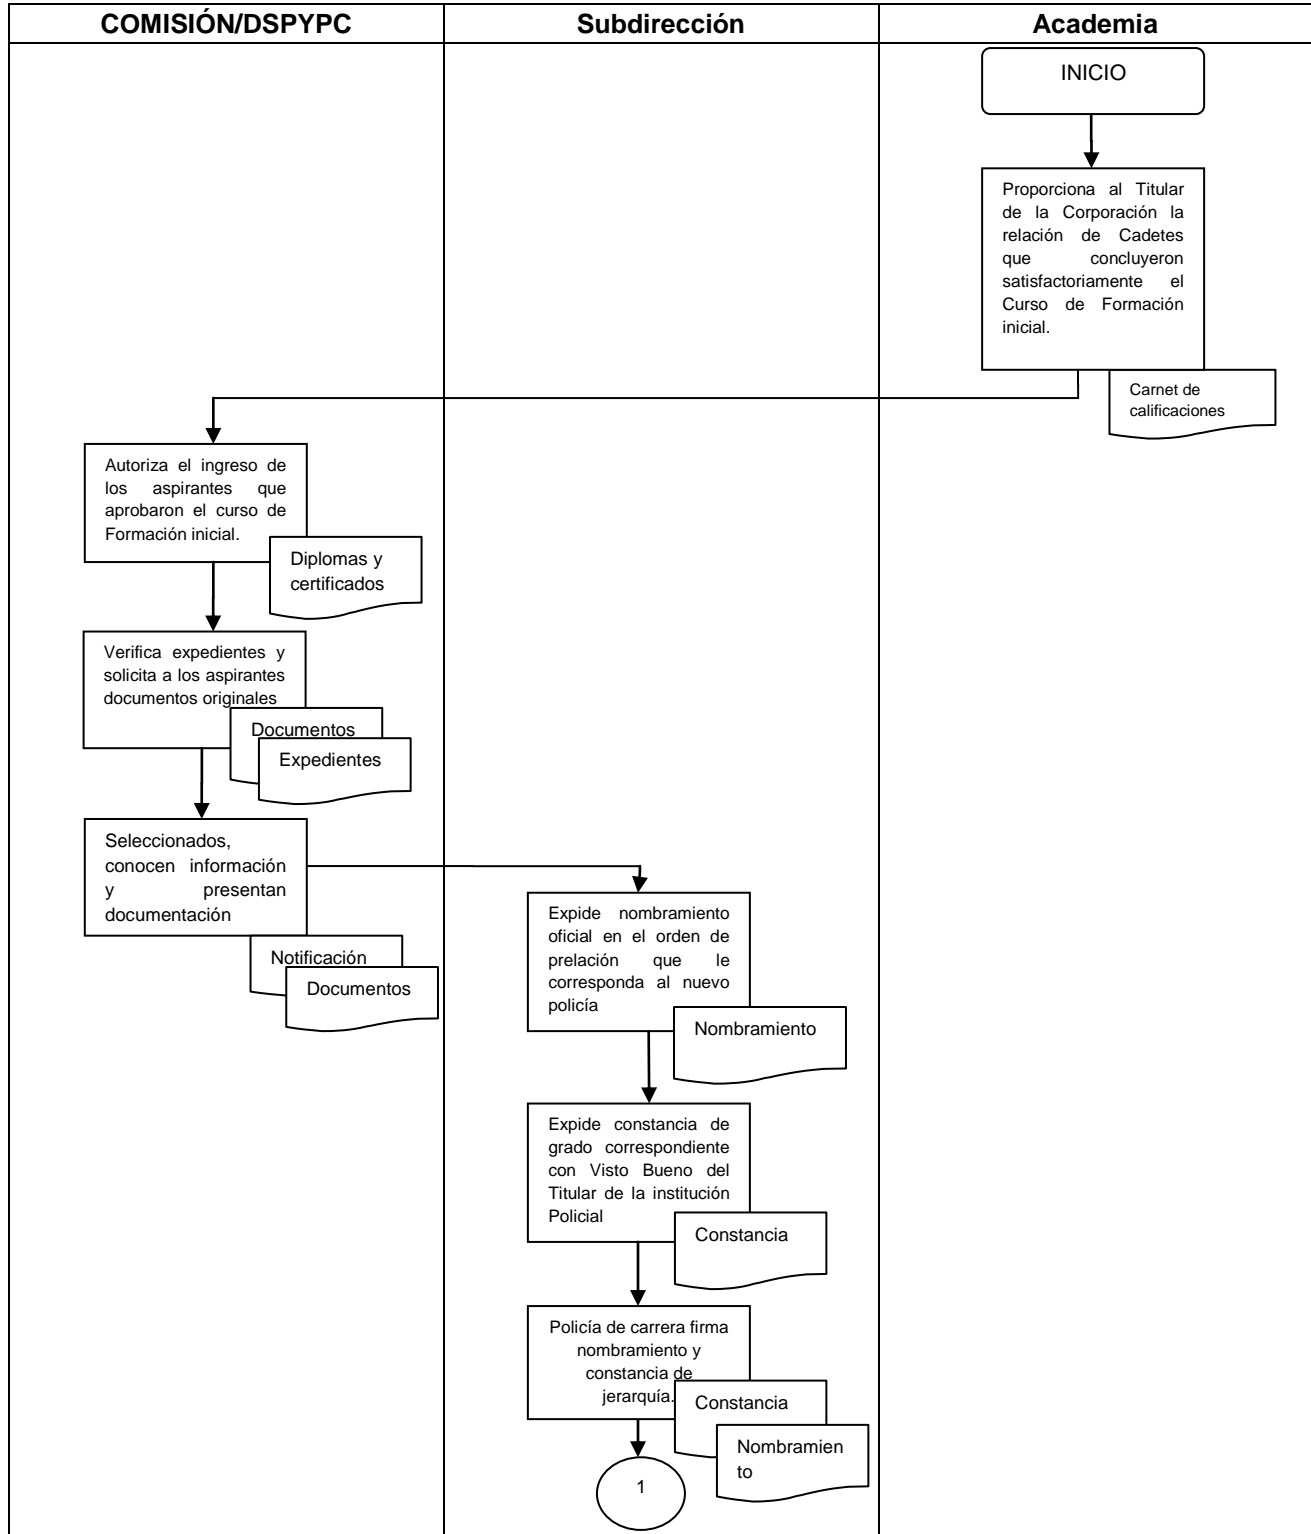 COMISIÓN/DSPYPC
Subdirección
Academia
INICIO
Proporciona al Titular
de la Corporación la
relación de Cadetes
que concluyeron
satisfactoriamente el
Curso de Formación
inicial.
Carnet de
calificaciones
Autoriza el ingreso de
los aspirantes que
aprobaron el curso de
Formación inicial.
Diplomas y
certificados
Verifica expedientes y
solicita a los aspirantes
documentos originales
Documentos
Expedientes
Seleccionados,
conocen información
y presentan
documentación
Notificación
Documentos
Expide nombramiento
oficial en el orden de
prelación que le
corresponda al nuevo
policía
Nombramiento
Expide constancia de
grado correspondiente
con Visto Bueno del
Titular de la institución
Policial
Constancia
Policía de carrera firma
nombramiento y
constancia de
jerarquía.
Constancia
Nombramien
to
1